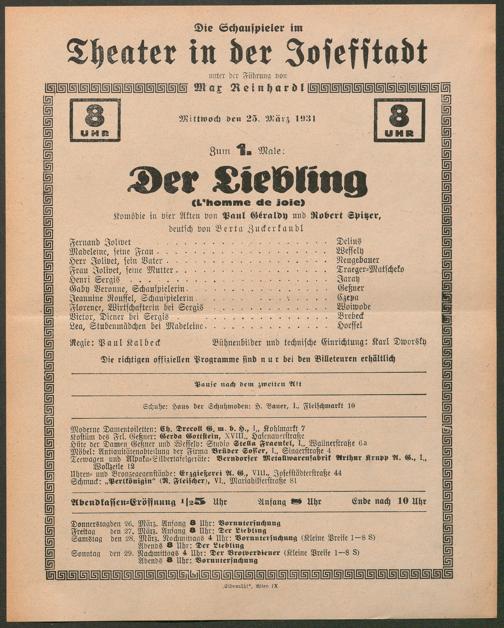 Die Schauspieler im
Theater in der Josefstadt
unter der Führung von
Max Reinhardt
8 UHR
8 UHR
Mittwoch den 25. März 1931
Zum 1. Male:
Der Liebling
(L'homme de joie)
Komödie in vier Akten von Paul Géraldy und Robert Spitzer,
deutsch von Berta Zuckerkandl
Fernand Jolivet Delius
Madeleine, seine Frau Wessely
Herr Jolivet, sein Vater Neugebauer
Frau Jolivet, seine Mutter Traeger-Matscheko
Henri Sergis Jaray
Gaby Beronne, Schauspielerin Geßner
Jeannine Roussel, Schauspielerin Czepa
Florence, Wirtschafterin bei Sergis Woiwode
Victor, Diener bei Sergis Brebeck
Lea, Stubenmädchen bei Madeleine Hoeffel
Regie: Paul Kalbeck Bühnenbilder und technische Einrichtung: Karl Dworsky
Die richtigen offiziellen Programme sind nur bei den Billeteuren erhältlich
Pause nach dem zweiten Akt
Schuhe: Haus der Schuhmoden: H. Bauer, I., Fleischmarkt 10
Moderne Damentoiletten: Ch. Drecoll G. m. b. H., I., Kohlmarkt 7
Kostüm des Frl. Geßner: Gerda Gottstein, XVIII., Hasenauerstraße
Hüte der Damen Geßner und Wessely: Studio Stella Fraenkel, I., Wallnerstraße 6a
Möbel: Antiquitätenabteilung der Firma Brüder Soffer, I., Singerstraße 4
Teewagen und Alpaka-Silbertafelgeräte: Berndorfer Metallwarenfabrik Arthur Krupp A. G., I.,
Wollzeile 12
Uhren- und Bronzegegenstände: Erzgießerei A. G., VIII., Josefstädterstraße 44
Schmuck: „Perlkönigin" (R. Fleischer), VI., Mariahilferstraße 81
Abendkassen-Eröffnung 1/2 8 Uhr Anfang 8 Uhr Ende nach 10 Uhr
Donnerstag den 26. März. Anfang 8 Uhr: Voruntersuchung
Freitag den 27. März. Anfang 8 Uhr: Der Liebling
Samstag den 28. März. Nachmittags 4 Uhr: Voruntersuchung (Kleine Preise 1–8 S)
Abends 8 Uhr: Der Liebling
Sonntag den 29. Nachmittags 4 Uhr: Der Brotverdiener (Kleine Preise 1–8 S)
Abends 8 Uhr: Voruntersuchung
„Elbemühl", Wien IX.